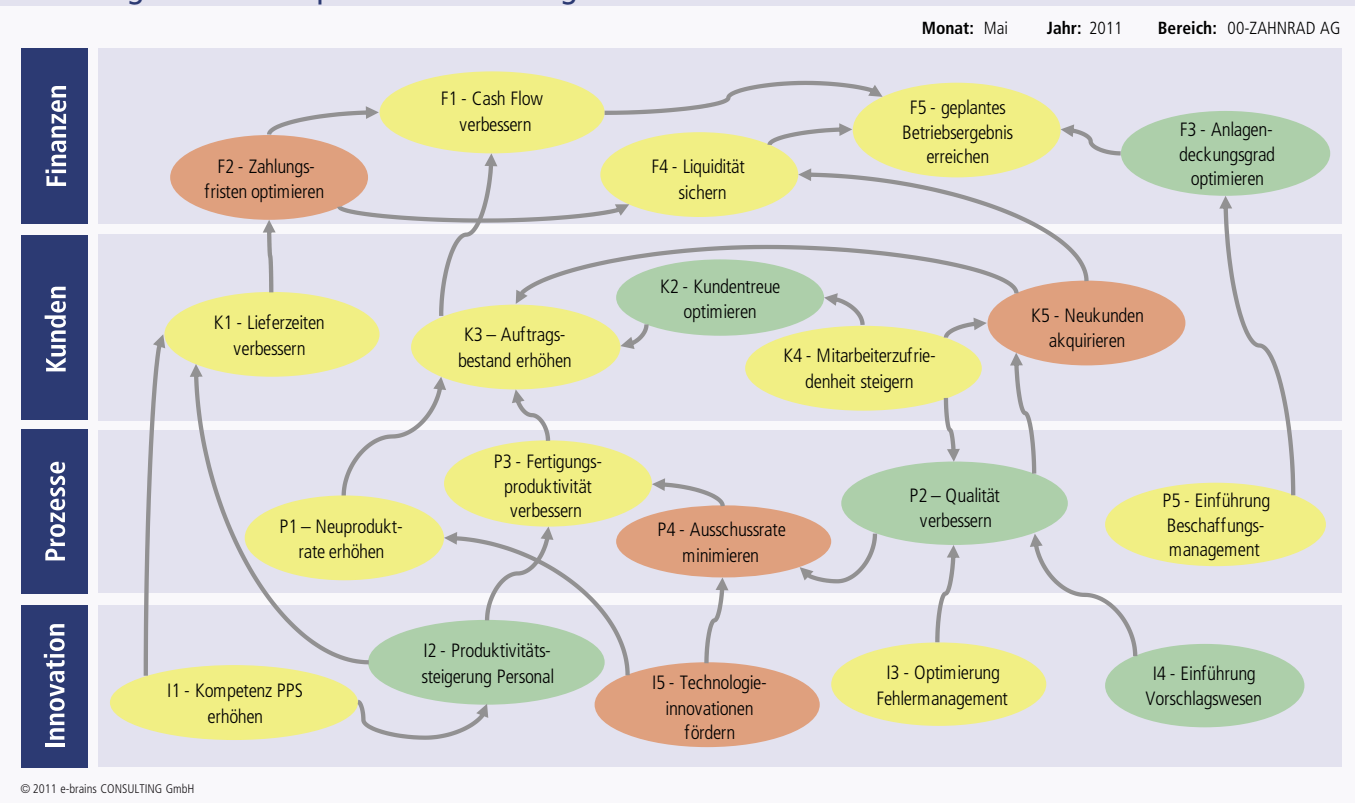 Monat: Mai Jahr: 2011 Bereich: 00-ZAHNRAD AG
Finanzen
F1 - Cash Flow
verbessern
F5 - geplantes
Betriebsergebnis
erreichen
F3 - Anlagen-
deckungsgrad
optimieren
F2 - Zahlungs-
fristen optimieren
F4 - Liquidität
sichern
Kunden
K2 - Kundentreue
optimieren
K1 - Lieferzeiten
verbessern
K3 – Auftrags-
bestand erhöhen
K5 - Neukunden
akquirieren
K4 - Mitarbeiterzufrie-
denheit steigern
Prozesse
P3 - Fertigungs-
produktivität
verbessern
P2 – Qualität
verbessern
P5 - Einführung
Beschaffungs-
management
P1 – Neuprodukt-
rate erhöhen
P4 - Ausschussrate
minimieren
Innovation
I2 - Produktivitäts-
steigerung Personal
I1 - Kompetenz PPS
erhöhen
I5 - Technologie-
innovationen
fördern
I3 - Optimierung
Fehlermanagement
I4 - Einführung
Vorschlagswesen
© 2011 e-brains CONSULTING GmbH